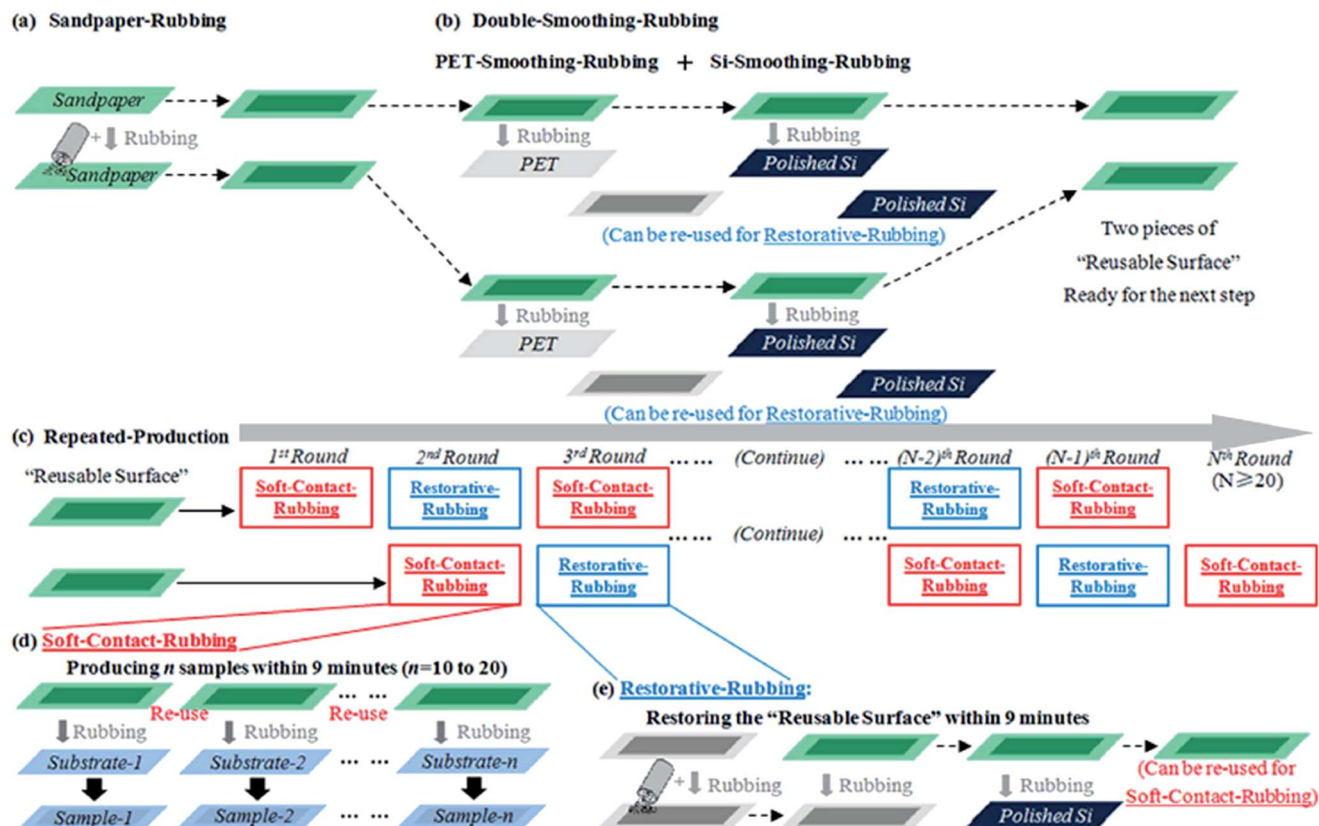 (a) Sandpaper-Rubbing
(b) Double-Smoothing-Rubbing
PET-Smoothing-Rubbing + Si-Smoothing-Rubbing
Sandpaper
+ Rubbing
Sandpaper
Rubbing
PET
Rubbing
Polished Si
Polished Si
(Can be re-used for Restorative-Rubbing)
Rubbing
PET
Rubbing
Polished Si
Polished Si
(Can be re-used for Restorative-Rubbing)
Two pieces of
“Reusable Surface”
Ready for the next step
(c) Repeated-Production
“Reusable Surface”
1st Round
2nd Round
3rd Round
... ... (Continue) ... ...
(N-2)th Round
(N-1)th Round
Nth Round
(N≥20)
Soft-Contact-
Rubbing
Restorative-
Rubbing
Soft-Contact-
Rubbing
Restorative-
Rubbing
Soft-Contact-
Rubbing
... ... (Continue) ... ...
Soft-Contact-
Rubbing
Restorative-
Rubbing
Soft-Contact-
Rubbing
Restorative-
Rubbing
Soft-Contact-
Rubbing
(d) Soft-Contact-Rubbing
Producing n samples within 9 minutes (n=10 to 20)
... ...
Re-use
Re-use
Rubbing
Rubbing
Rubbing
Substrate-1
Substrate-2
... ...
Substrate-n
Sample-1
Sample-2
... ...
Sample-n
(e) Restorative-Rubbing:
Restoring the “Reusable Surface” within 9 minutes
+ Rubbing
Rubbing
Rubbing
Polished Si
(Can be re-used for
Soft-Contact-Rubbing)